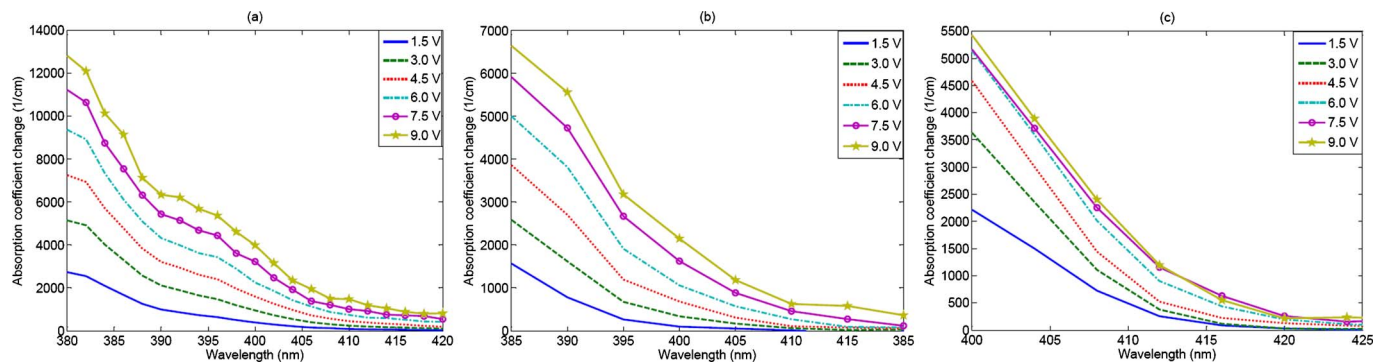 (a)
14000
12000
10000
8000
6000
4000
2000
0
Absorption coefficient change (1/cm)
380 385 390 395 400 405 410 415 420
Wavelength (nm)
1.5 V
3.0 V
4.5 V
6.0 V
7.5 V
9.0 V
(b)
7000
6000
5000
4000
3000
2000
1000
0
Absorption coefficient change (1/cm)
385 390 395 400 405 410 415 385
Wavelength (nm)
1.5 V
3.0 V
4.5 V
6.0 V
7.5 V
9.0 V
(c)
5500
5000
4500
4000
3500
3000
2500
2000
1500
1000
500
0
Absorption coefficient change (1/cm)
400 404 408 412 416 420 425
Wavelength (nm)
1.5 V
3.0 V
4.5 V
6.0 V
7.5 V
9.0 V